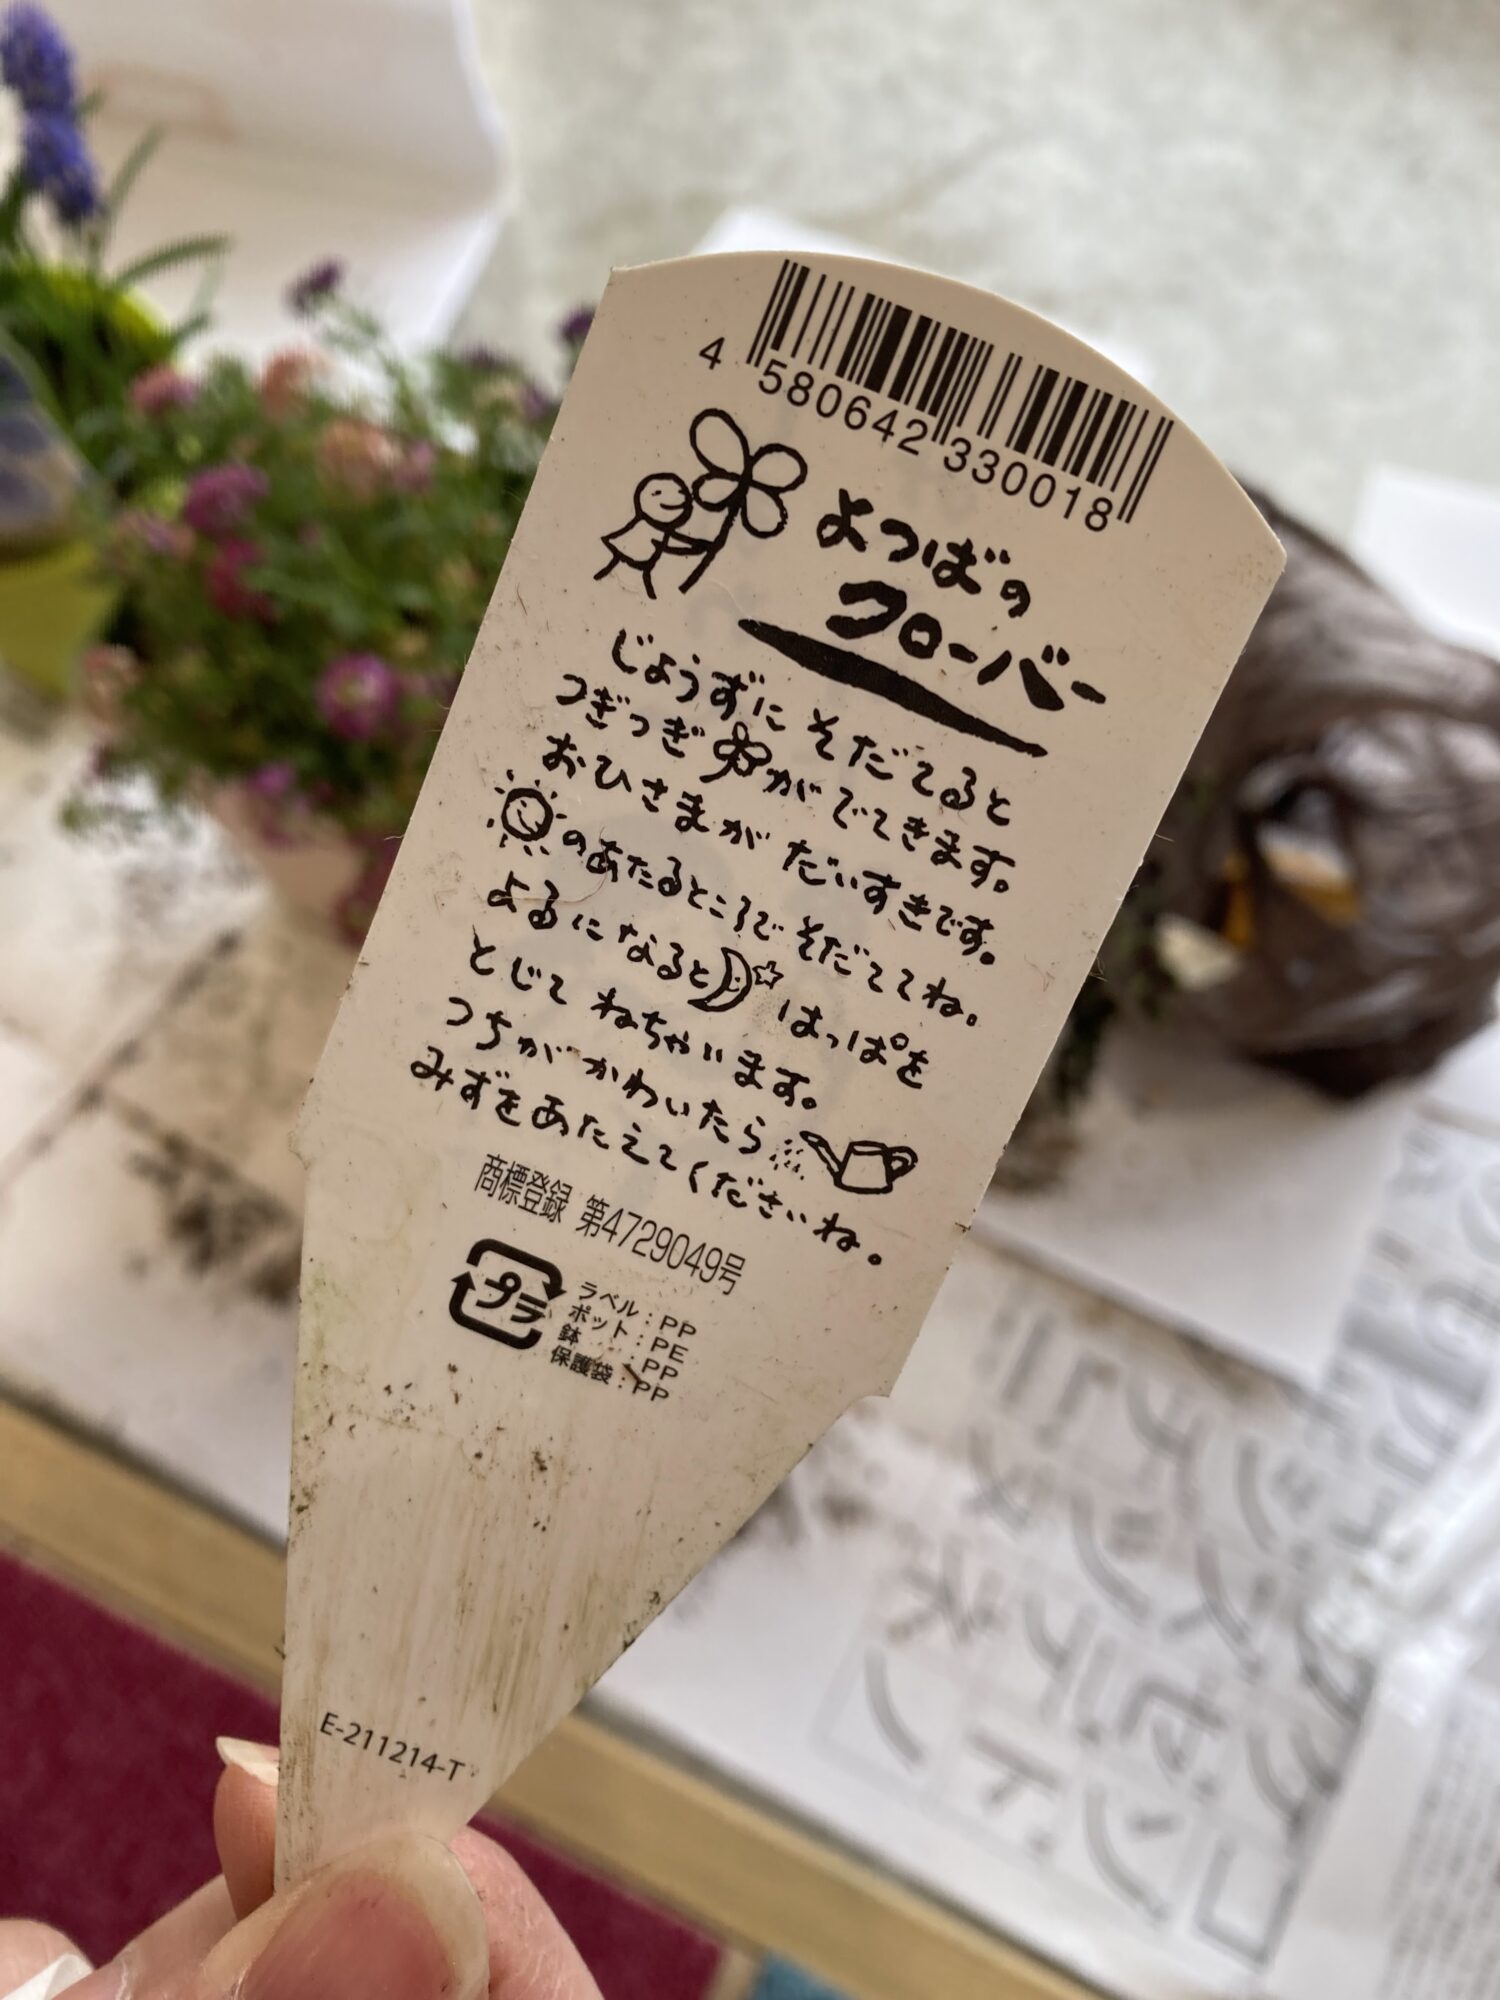 4 580642 330018
よつばの
クローバー
じょうずに そだてると
つぎつぎ がでてきます。
おひさまが だいすきです。
のあたるところで そだててね。
よるになると はっぱを
とじて ねちゃいます。
つちが かわいたら
みずをあたえてくださいね。
商標登録 第4729049号
プラ
ラベル:PP
ポット:PE
鉢 :PP
保護袋:PP
E-211214-T